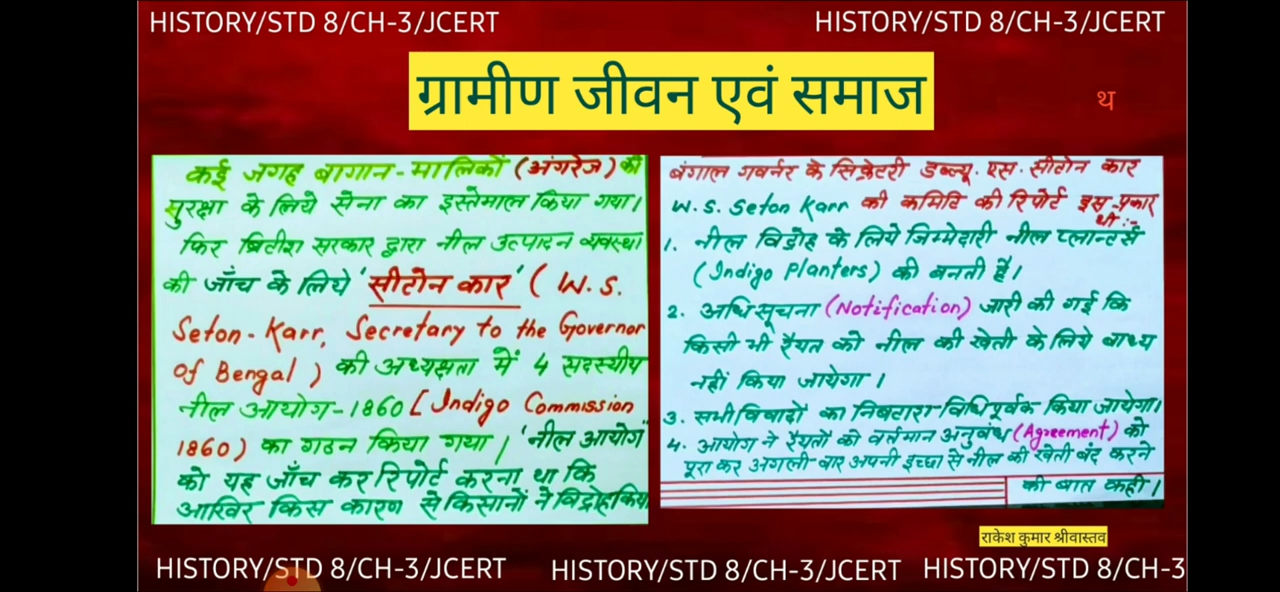 HISTORY/STD 8/CH-3/JCERT
HISTORY/STD 8/CH-3/JCERT
ग्रामीण जीवन एवं समाज
थ
कई जगह बागान-मालिकों (अंगरेज) की
सुरक्षा के लिये सेना का इस्तेमाल किया गया।
फिर ब्रिटीश सरकार द्वारा नील उत्पादन व्यवस्था
की जाँच के लिये 'सीटोन कार' ( W. S.
Seton-Karr, Secretary to the Governor
of Bengal ) की अध्यक्षता में 4 सदस्यीय
नील आयोग-1860 [Indigo Commission
1860) का गठन किया गया। 'नील आयोग'
को यह जाँच कर रिपोर्ट करना था कि
आखिर किस कारण से किसानों ने विद्रोह किया
बंगाल गवर्नर के सिक्रेटरी डब्ल्यू. एस. सीटोन कार
W. S. Seton Karr की कमिटि की रिपोर्ट इस प्रकार
थी :-
1. नील विद्रोह के लिये जिम्मेदारी नील प्लान्टर्स
(Indigo Planters) की बनती है।
2. अधिसूचना (Notification) जारी की गई कि
किसी भी रैयत को नील की खेती के लिये बाध्य
नहीं किया जायेगा।
3. सभी विवादों का निबटारा विधिपूर्वक किया जायेगा।
4. आयोग ने रैयतों को वर्तमान अनुबंध (Agreement) को
पूरा कर अगली बार अपनी इच्छा से नील की खेती बंद करने
की बात कही।
राकेश कुमार श्रीवास्तव
HISTORY/STD 8/CH-3/JCERT
HISTORY/STD 8/CH-3/JCERT
HISTORY/STD 8/CH-3